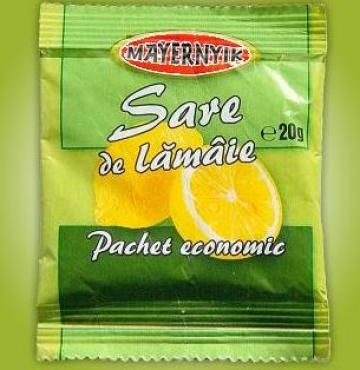 MAYERNYIK
Sare
de lămâie
℮20g
Pachet economic